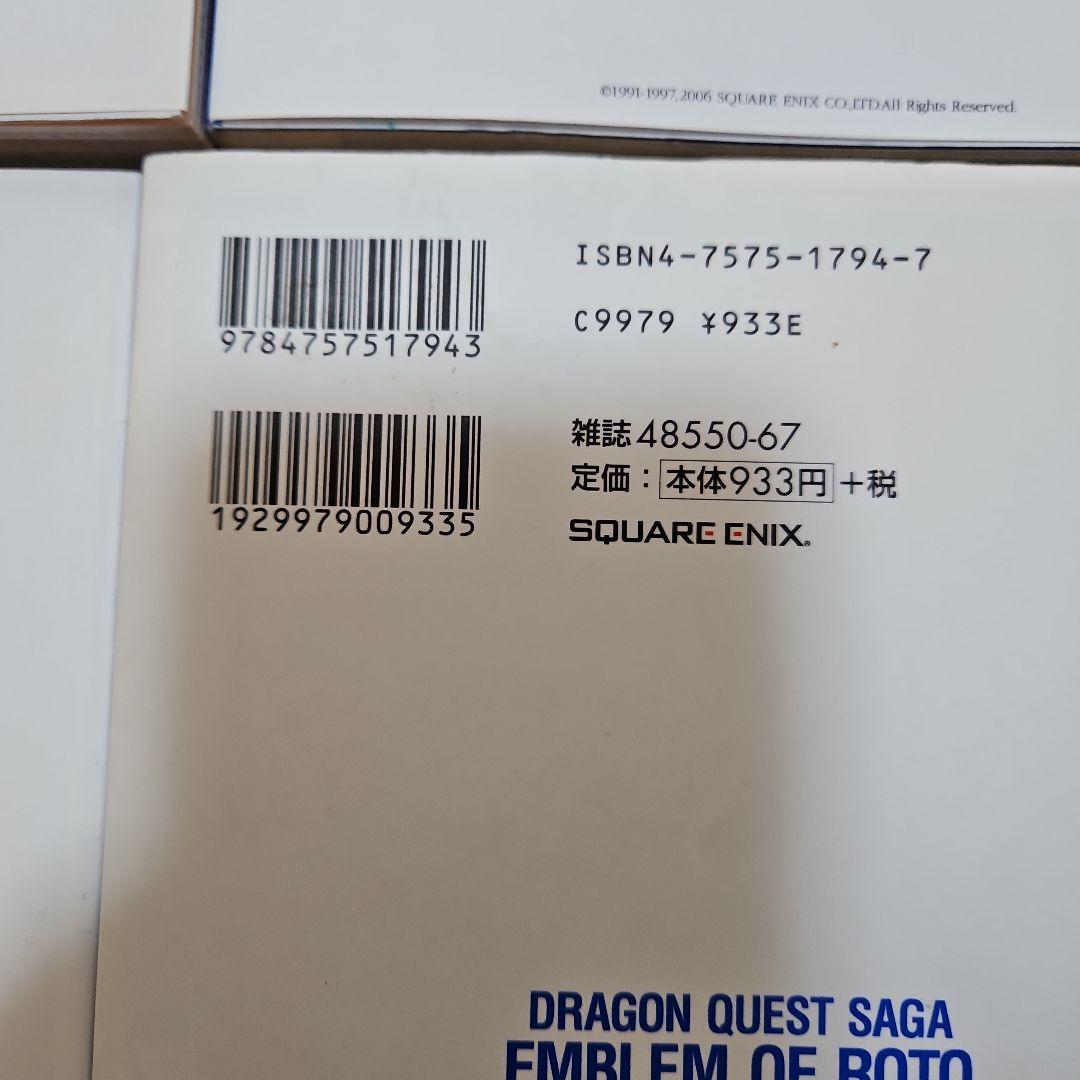 ©1991-1997,2006 SQUARE ENIX CO.,LTD.All Rights Reserved.
ISBN4-7575-1794-7
C9979 ¥933E
9784757517943
雑誌48550-67
定価：本体933円+税
1929979009335
SQUARE ENIX.
DRAGON QUEST SAGA
EMBLEM OF ROTO